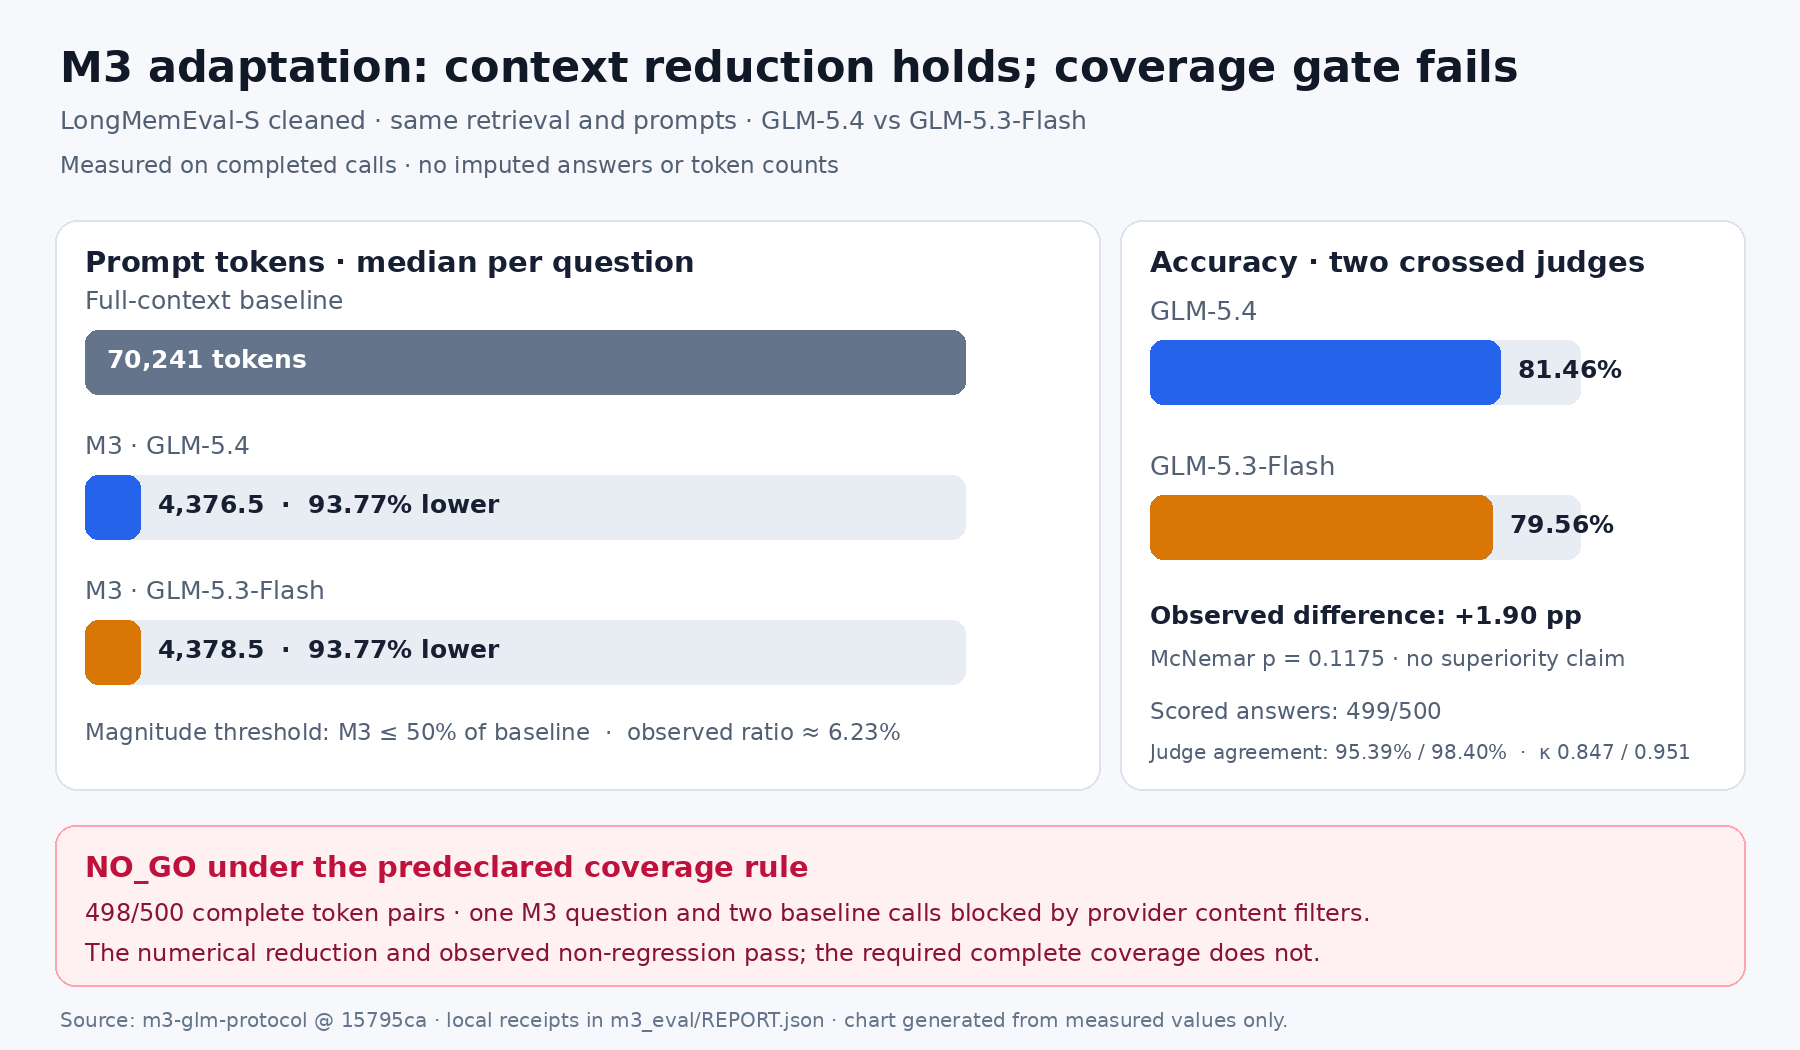 M3 adaptation: context reduction holds; coverage gate fails
LongMemEval-S cleaned · same retrieval and prompts · GLM-5.4 vs GLM-5.3-Flash
Measured on completed calls · no imputed answers or token counts
Prompt tokens · median per question
Full-context baseline
70,241 tokens
M3 · GLM-5.4
4,376.5 · 93.77% lower
M3 · GLM-5.3-Flash
4,378.5 · 93.77% lower
Magnitude threshold: M3 ≤ 50% of baseline · observed ratio ≈ 6.23%
Accuracy · two crossed judges
GLM-5.4
81.46%
GLM-5.3-Flash
79.56%
Observed difference: +1.90 pp
McNemar p = 0.1175 · no superiority claim
Scored answers: 499/500
Judge agreement: 95.39% / 98.40% · κ 0.847 / 0.951
NO_GO under the predeclared coverage rule
498/500 complete token pairs · one M3 question and two baseline calls blocked by provider content filters.
The numerical reduction and observed non-regression pass; the required complete coverage does not.
Source: m3-glm-protocol @ 15795ca · local receipts in m3_eval/REPORT.json · chart generated from measured values only.